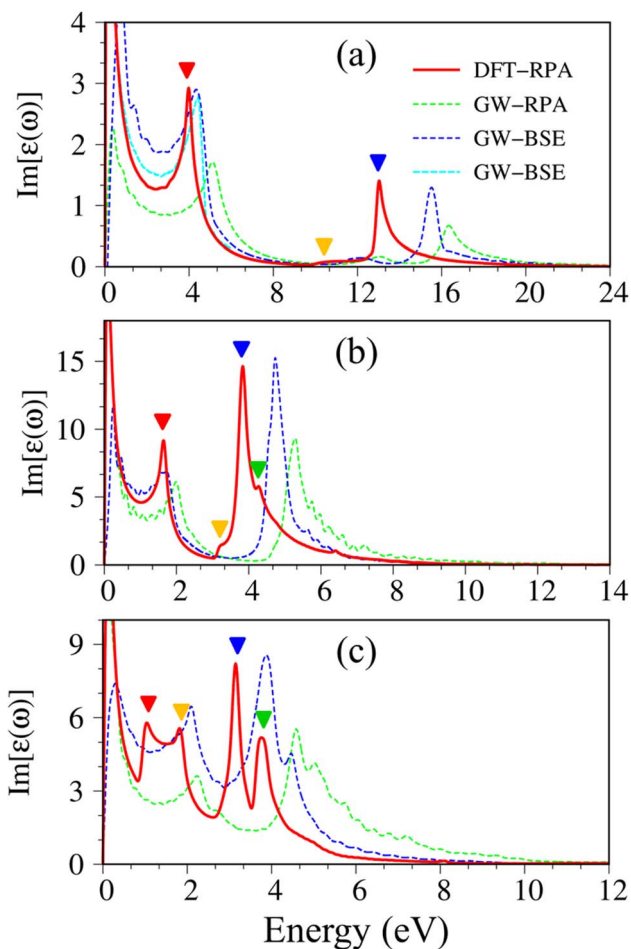 4
3
2
1
0
Im[ε(ω)]
(a)
DFT−RPA
GW−RPA
GW−BSE
GW−BSE
0 4 8 12 16 20 24
15
10
5
0
Im[ε(ω)]
(b)
0 2 4 6 8 10 12 14
9
6
3
0
Im[ε(ω)]
(c)
0 2 4 6 8 10 12
Energy (eV)